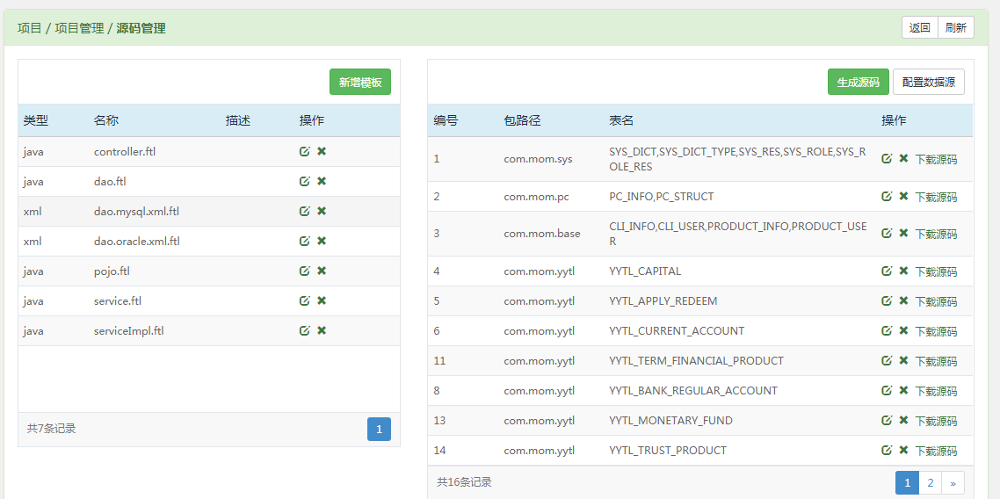 项目 / 项目管理 / 源码管理
返回 刷新
新增模板
类型 名称 描述 操作
java controller.ftl
java dao.ftl
xml dao.mysql.xml.ftl
xml dao.oracle.xml.ftl
java pojo.ftl
java service.ftl
java serviceImpl.ftl
共7条记录 1
生成源码 配置数据源
编号 包路径 表名 操作
1 com.mom.sys SYS_DICT,SYS_DICT_TYPE,SYS_RES,SYS_ROLE,SYS_R 下载源码
OLE_RES
2 com.mom.pc PC_INFO,PC_STRUCT 下载源码
3 com.mom.base CLI_INFO,CLI_USER,PRODUCT_INFO,PRODUCT_USE 下载源码
R
4 com.mom.yytl YYTL_CAPITAL 下载源码
5 com.mom.yytl YYTL_APPLY_REDEEM 下载源码
6 com.mom.yytl YYTL_CURRENT_ACCOUNT 下载源码
11 com.mom.yytl YYTL_TERM_FINANCIAL_PRODUCT 下载源码
8 com.mom.yytl YYTL_BANK_REGULAR_ACCOUNT 下载源码
13 com.mom.yytl YYTL_MONETARY_FUND 下载源码
14 com.mom.yytl YYTL_TRUST_PRODUCT 下载源码
共16条记录 1 2 »